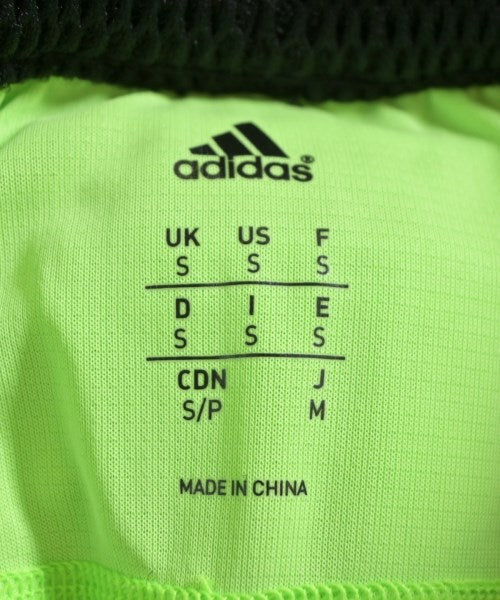 adidas®
UK US F
S S S
D I E
S S S
CDN J
S/P M
MADE IN CHINA